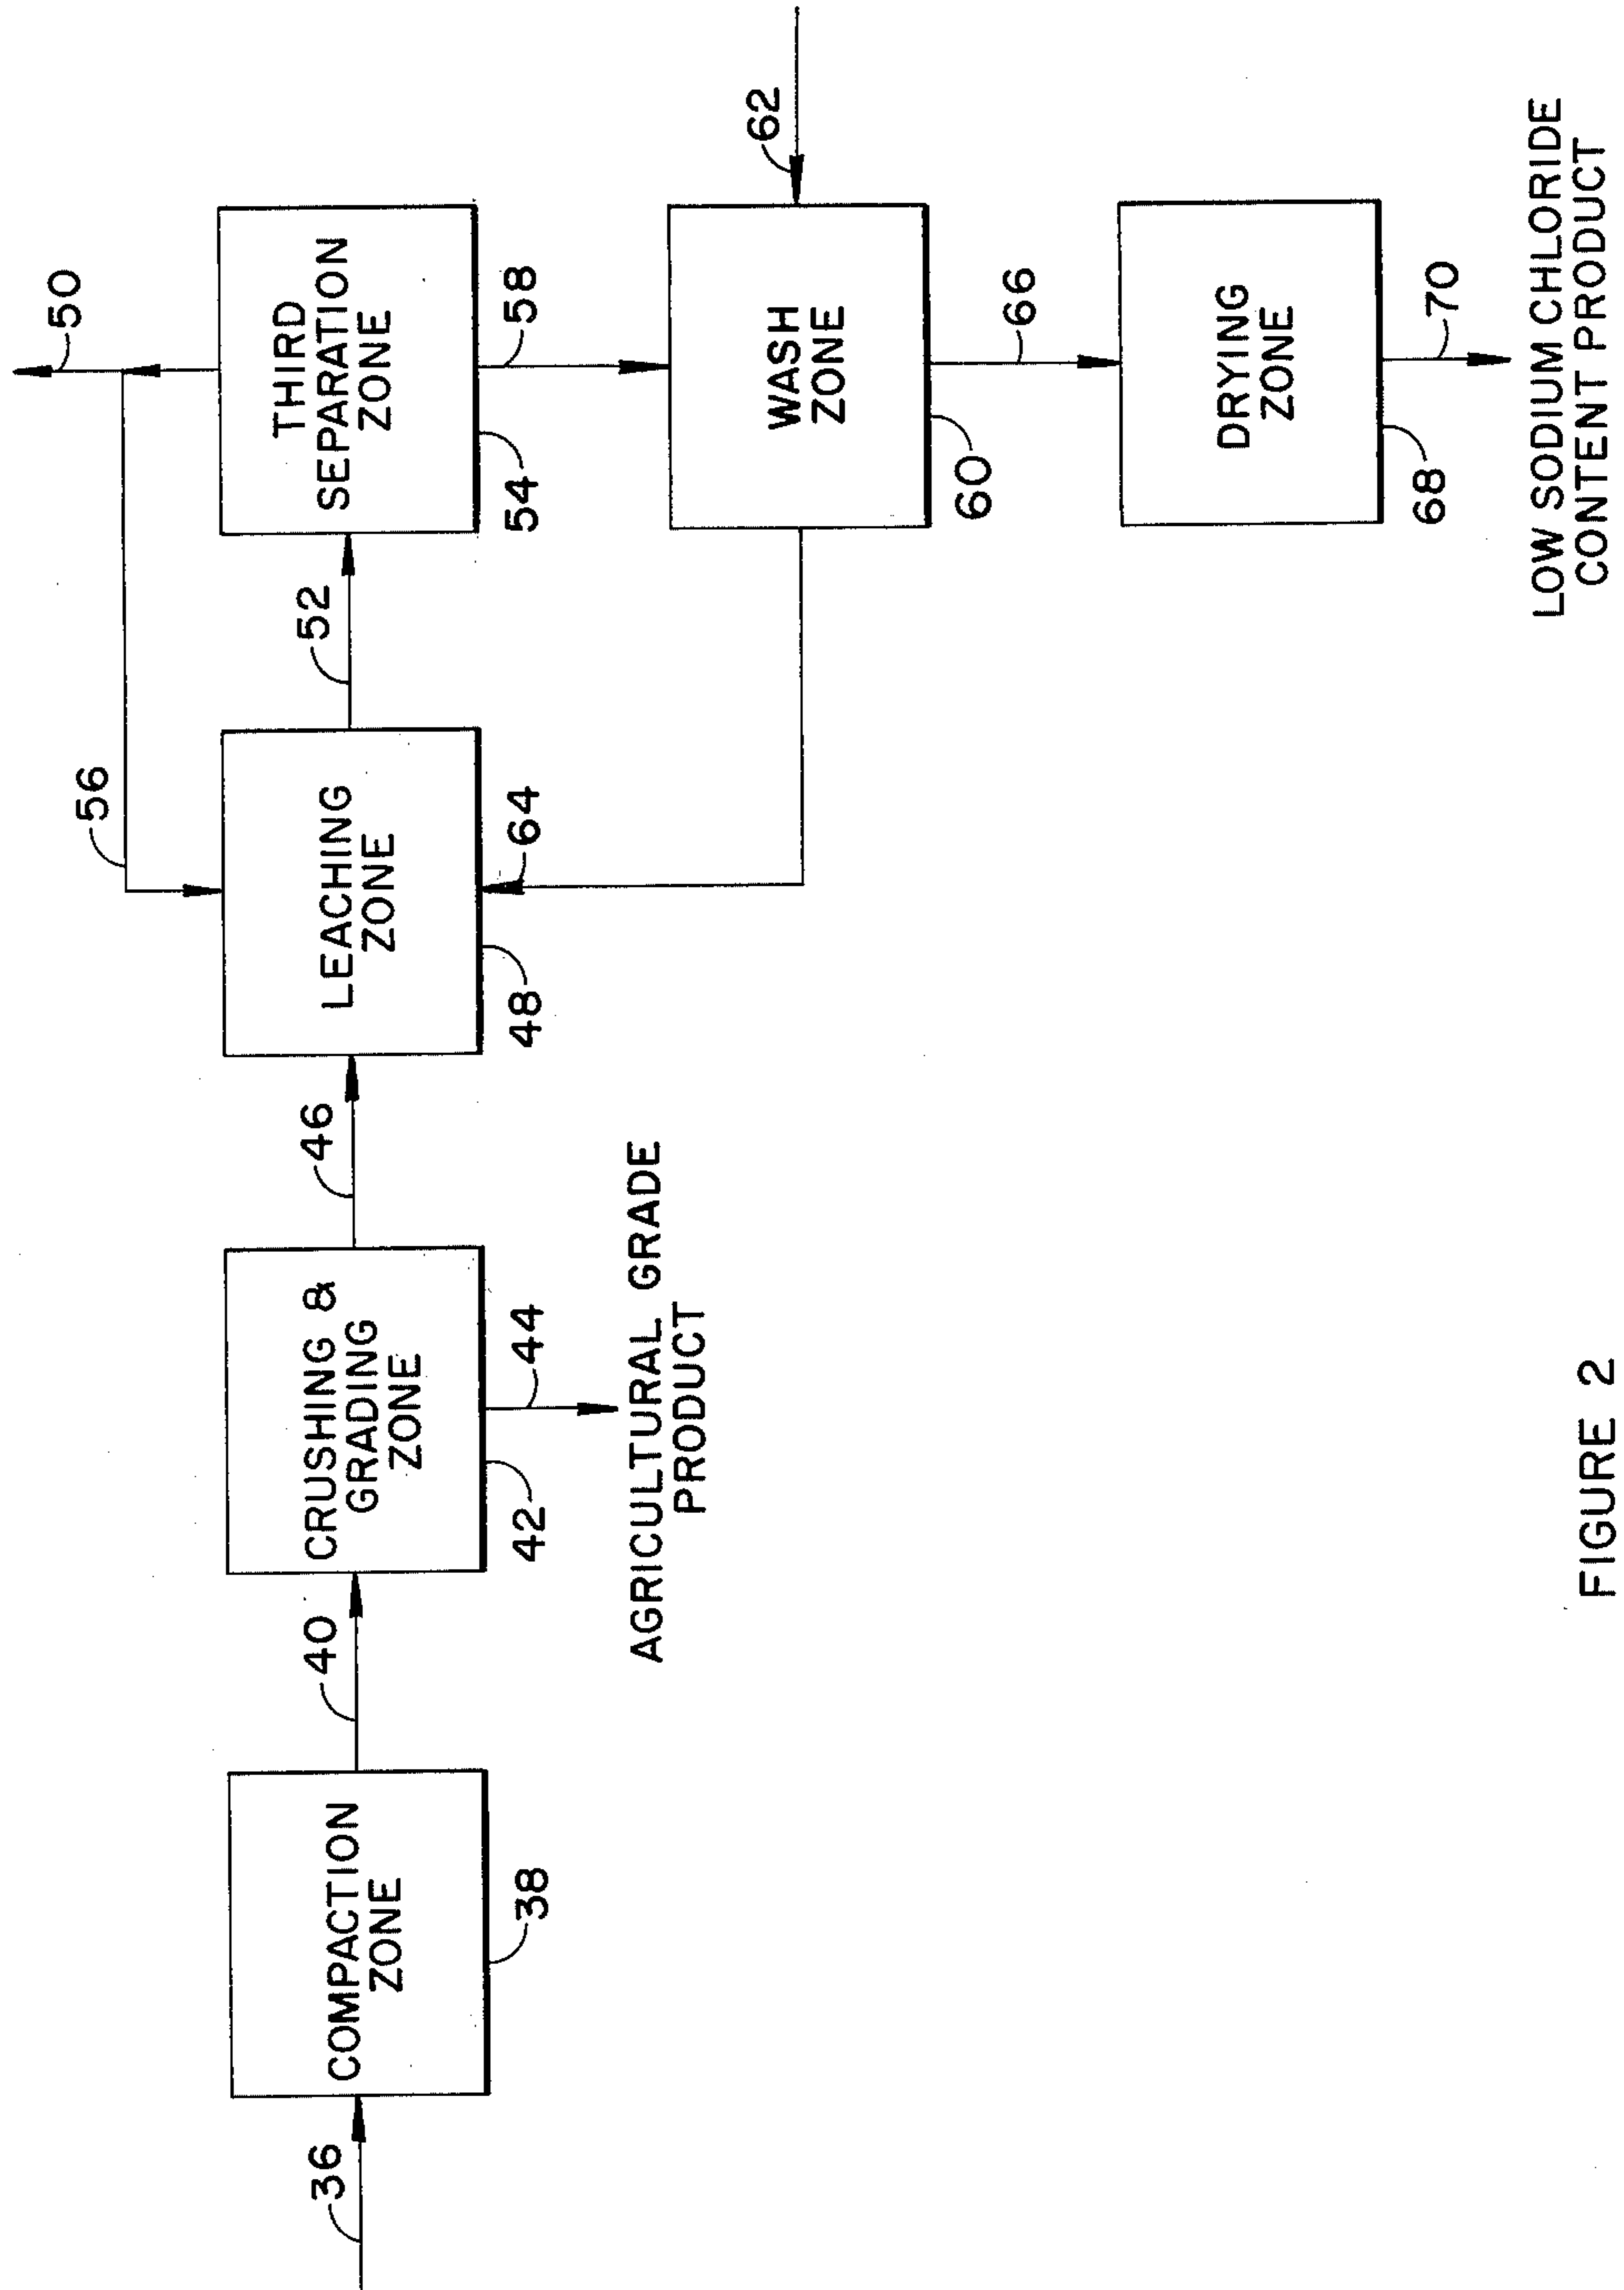 36
COMPACTION
ZONE
38
40
CRUSHING &
GRADING
ZONE
42
44
AGRICULTURAL GRADE
PRODUCT
46
LEACHING
ZONE
48
56
64
52
50
THIRD
SEPARATION
ZONE
54
58
WASH
ZONE
60
62
66
DRYING
ZONE
68
70
LOW SODIUM CHLORIDE
CONTENT PRODUCT
FIGURE 2